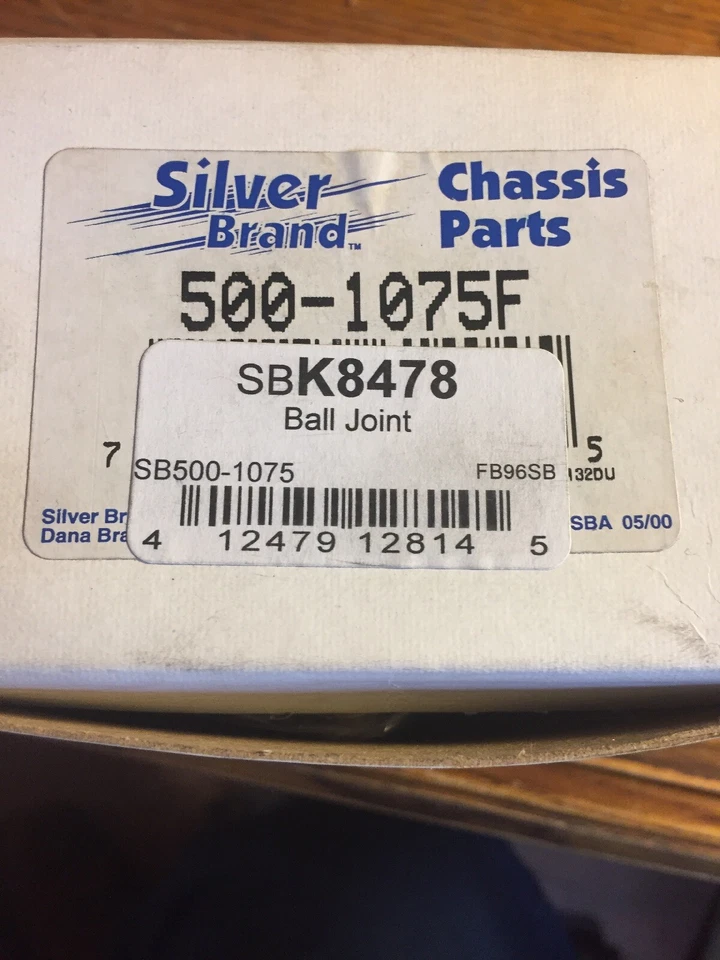 Silver Brand™
Chassis Parts
500-1075F
SBK8478
Ball Joint
7
5
SB500-1075
FB96SB
132DU
Silver Br
Dana Bra
SBA 05/00
4 12479 12814 5